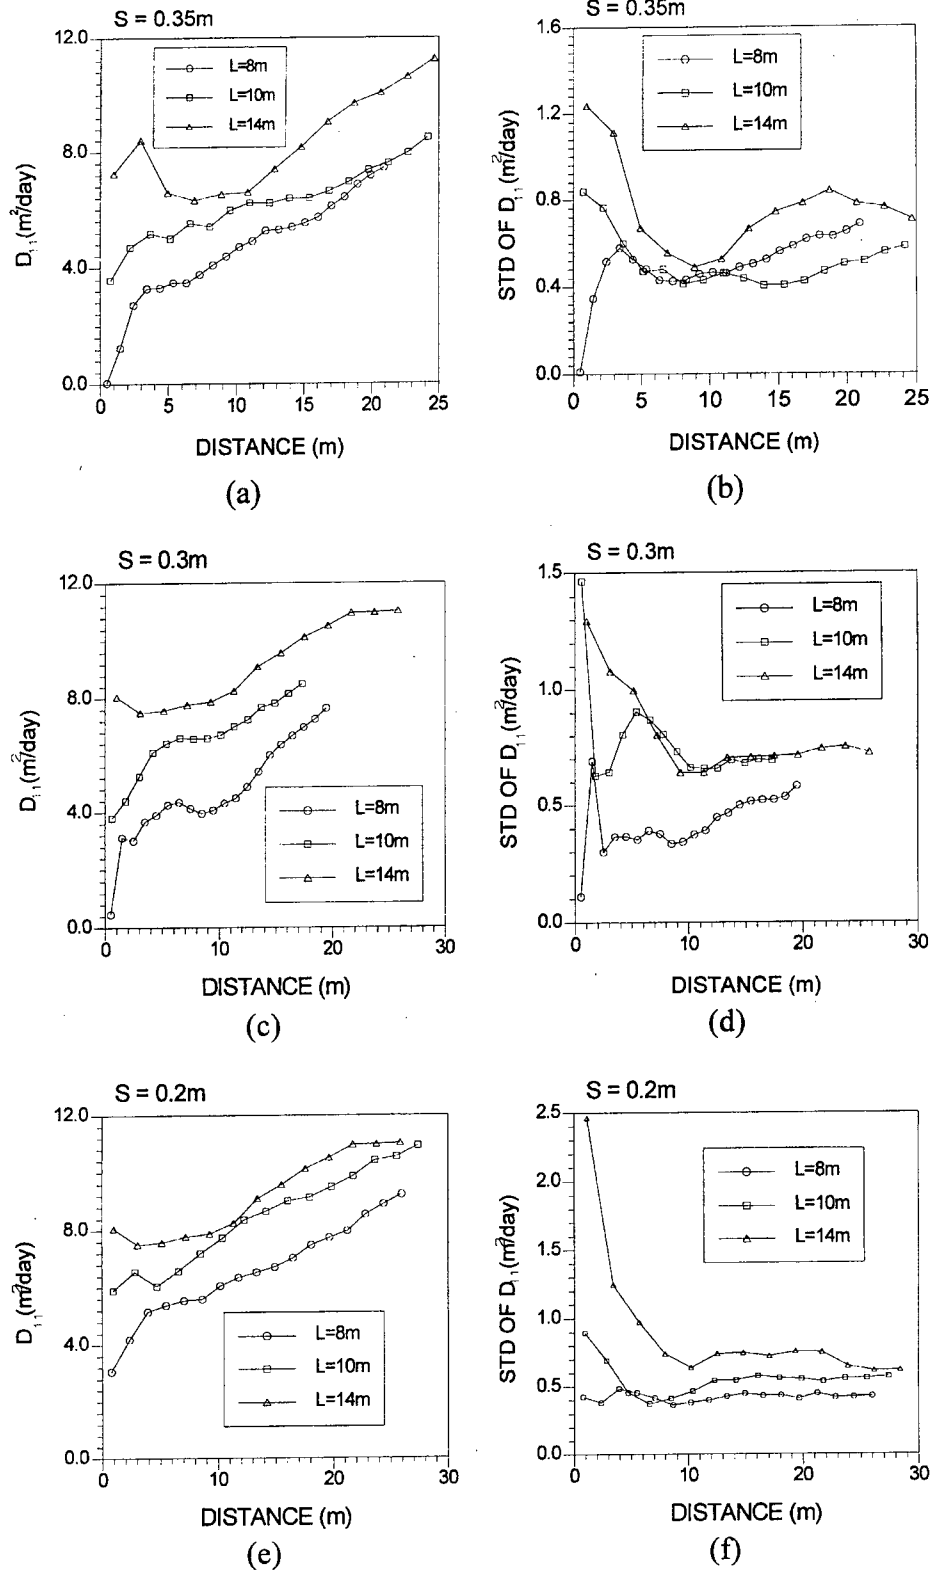 S = 0.35m
12.0
8.0
4.0
0.0
D11(m2/day)
L=8m
L=10m
L=14m
0 5 10 15 20 25
DISTANCE (m)
(a)
S = 0.35m
1.6
1.2
0.8
0.4
0.0
STD OF D11(m2/day)
L=8m
L=10m
L=14m
0 5 10 15 20 25
DISTANCE (m)
(b)
S = 0.3m
12.0
8.0
4.0
0.0
D11(m2/day)
L=8m
L=10m
L=14m
0 10 20 30
DISTANCE (m)
(c)
S = 0.3m
1.5
1.0
0.5
0.0
STD OF D11(m2/day)
L=8m
L=10m
L=14m
0 10 20 30
DISTANCE (m)
(d)
S = 0.2m
12.0
8.0
4.0
0.0
D11(m2/day)
L=8m
L=10m
L=14m
0 10 20 30
DISTANCE (m)
(e)
S = 0.2m
2.5
2.0
1.5
1.0
0.5
0.0
STD OF D11(m2/day)
L=8m
L=10m
L=14m
0 10 20 30
DISTANCE (m)
(f)